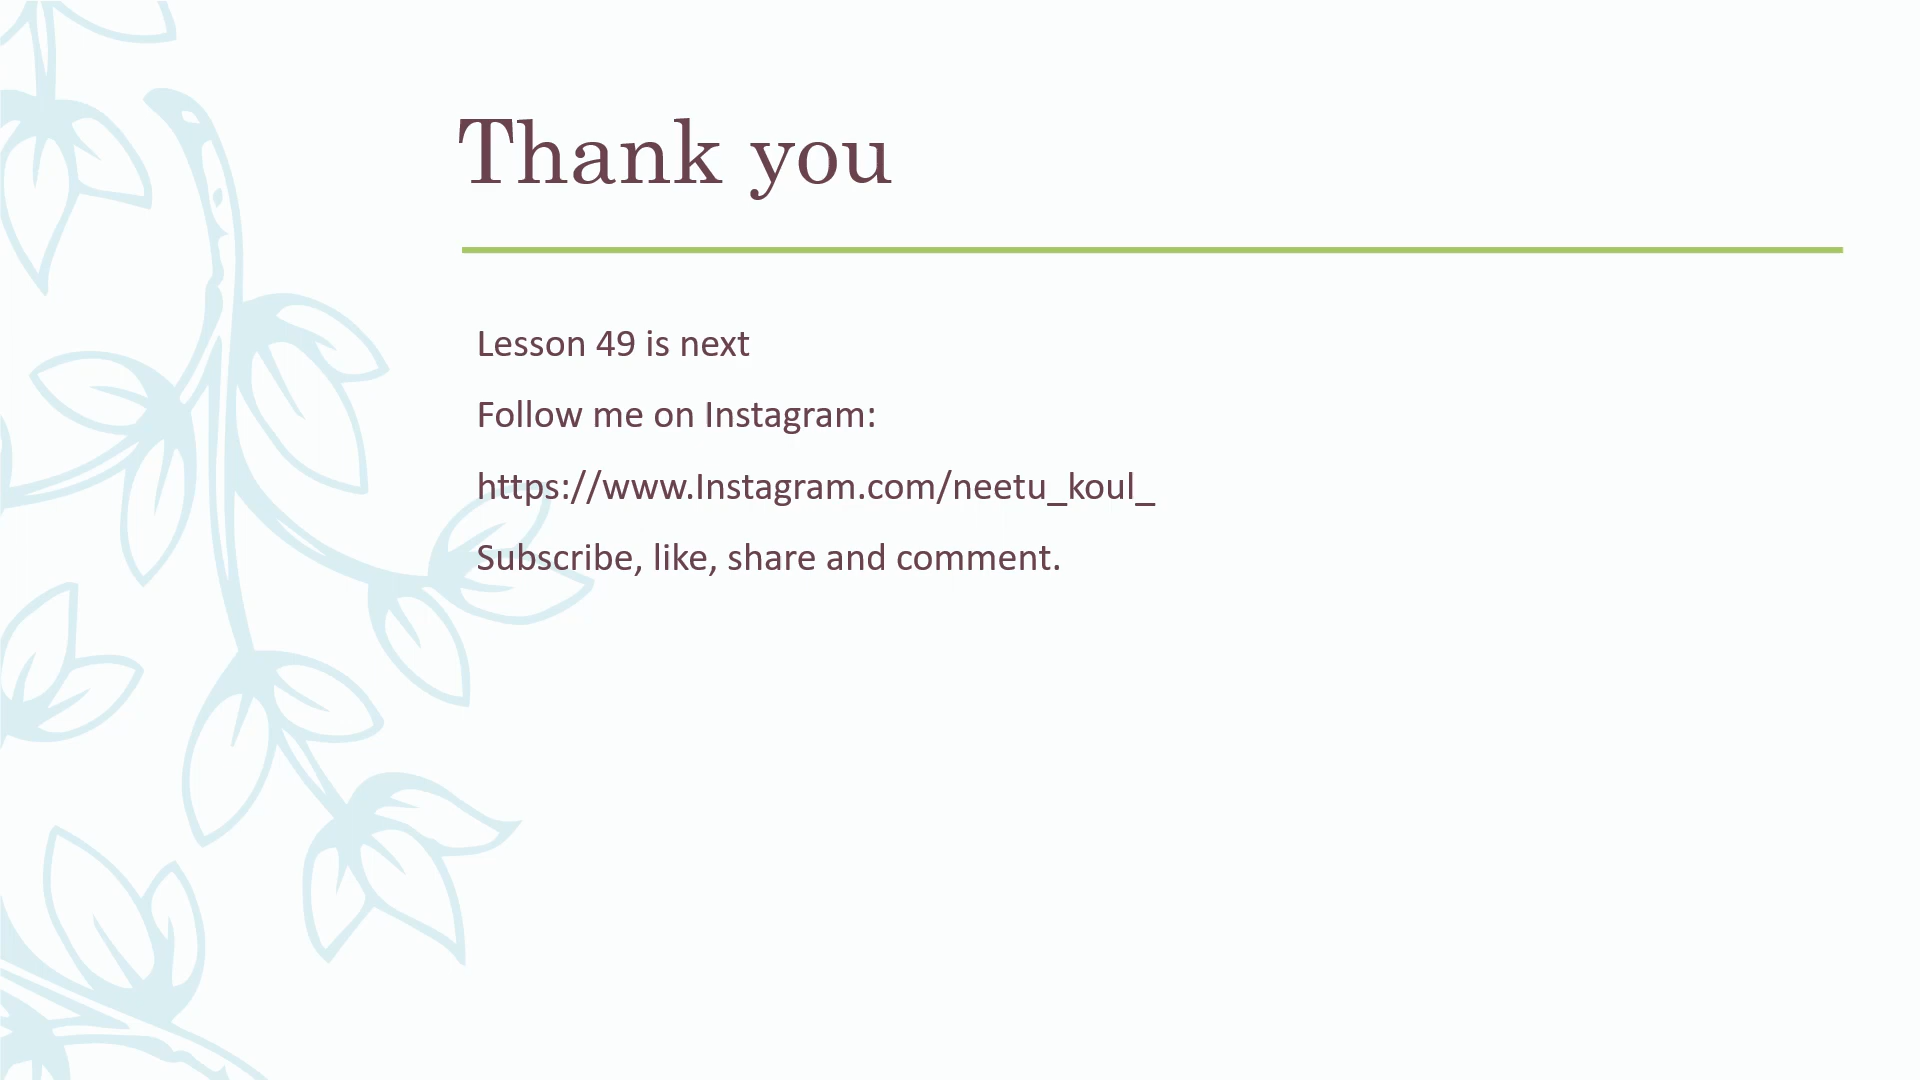 Thank you
Lesson 49 is next
Follow me on Instagram:
https://www.Instagram.com/neetu_koul_
Subscribe, like, share and comment.